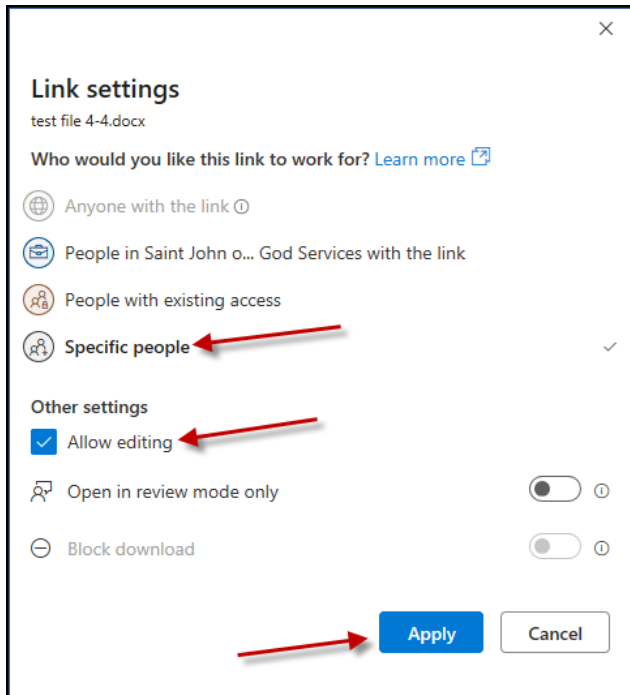 Link settings
test file 4-4.docx
Who would you like this link to work for? Learn more
Anyone with the link
People in Saint John o... God Services with the link
People with existing access
Specific people
Other settings
Allow editing
Open in review mode only
Block download
Apply Cancel